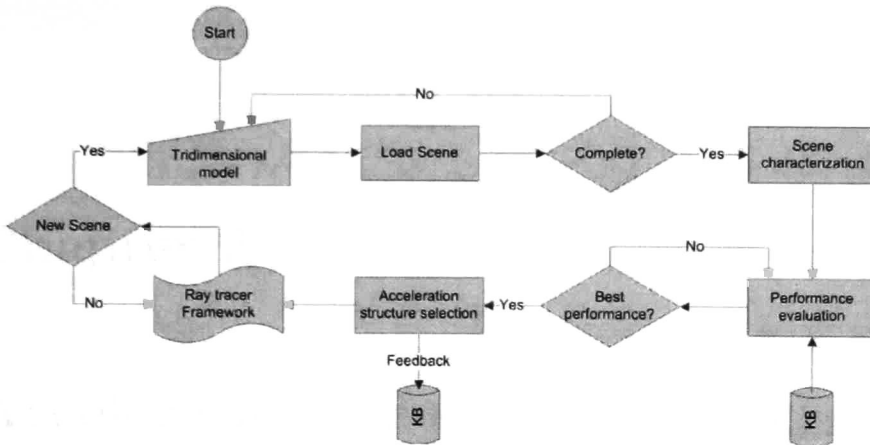 Start
No
Yes
Tridimensional
model
Load Scene
Complete?
Yes
Scene
characterization
New Scene
No
No
Ray tracer
Framework
Acceleration
structure selection
Yes
Best
performance?
Performance
evaluation
Feedback
KB
KB